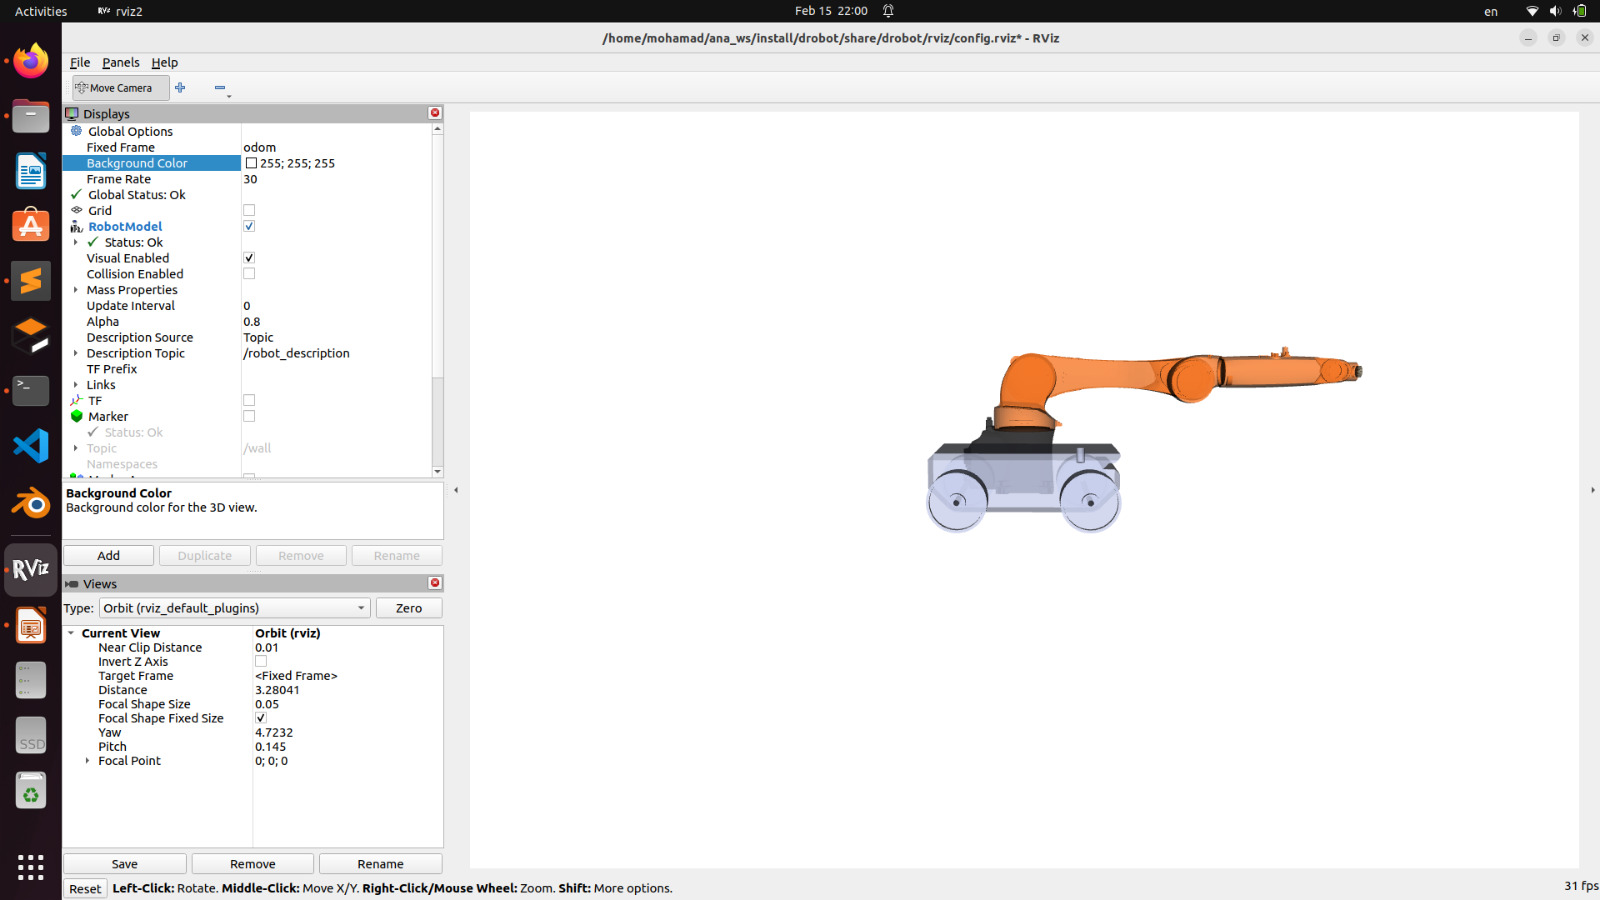 Activities
rviz2
Feb 15 22:00
en
/home/mohamad/ana_ws/install/drobot/share/drobot/rviz/config.rviz* - RViz
File Panels Help
Move Camera
Displays
Global Options
Fixed Frame odom
Background Color 255; 255; 255
Frame Rate 30
Global Status: Ok
Grid
RobotModel
Status: Ok
Visual Enabled
Collision Enabled
Mass Properties
Update Interval 0
Alpha 0.8
Description Source Topic
Description Topic /robot_description
TF Prefix
Links
TF
Marker
Status: Ok
Topic /wall
Namespaces
Background Color
Background color for the 3D view.
Add Duplicate Remove Rename
Views
Type: Orbit (rviz_default_plugins) Zero
Current View Orbit (rviz)
Near Clip Distance 0.01
Invert Z Axis
Target Frame <Fixed Frame>
Distance 3.28041
Focal Shape Size 0.05
Focal Shape Fixed Size
Yaw 4.7232
Pitch 0.145
Focal Point 0; 0; 0
Save Remove Rename
Reset Left-Click: Rotate. Middle-Click: Move X/Y. Right-Click/Mouse Wheel: Zoom. Shift: More options.
31 fps
RViz
SSD